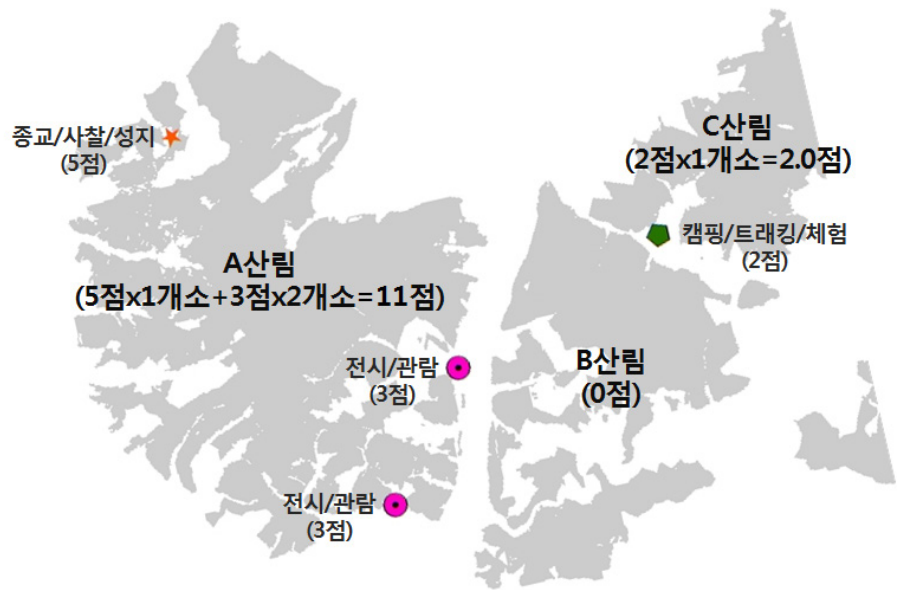 종교/사찰/성지
(5점)
C산림
(2점x1개소=2.0점)
캠핑/트래킹/체험
(2점)
A산림
(5점x1개소+3점x2개소=11점)
전시/관람
(3점)
B산림
(0점)
전시/관람
(3점)